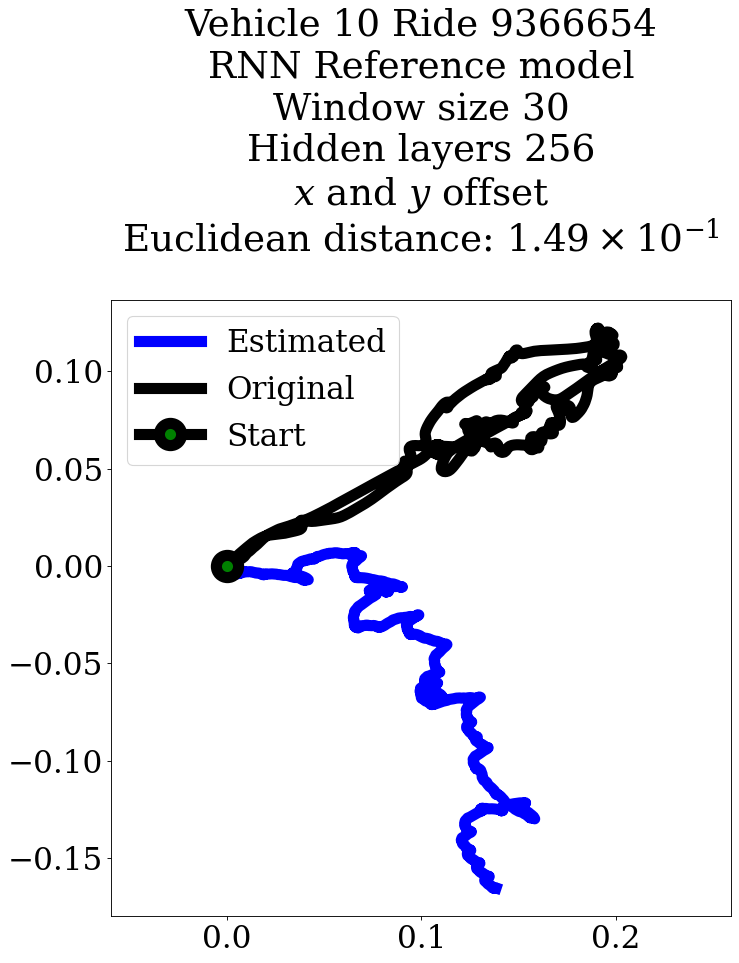 Vehicle 10 Ride 9366654
RNN Reference model
Window size 30
Hidden layers 256
x and y offset
Euclidean distance: 1.49 × 10⁻¹
Estimated
Original
Start
0.10
0.05
0.00
−0.05
−0.10
−0.15
0.0 0.1 0.2